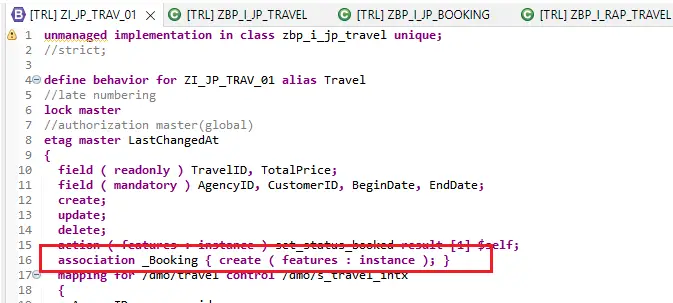 [TRL] ZI_JP_TRAV_01 [TRL] ZBP_I_JP_TRAVEL [TRL] ZBP_I_JP_BOOKING [TRL] ZBP_I_RAP_TRAVEL
1 unmanaged implementation in class zbp_i_jp_travel unique;
2 //strict;
3
4 define behavior for ZI_JP_TRAV_01 alias Travel
5 //late numbering
6 lock master
7 //authorization master(global)
8 etag master LastChangedAt
9 {
10 field ( readonly ) TravelID, TotalPrice;
11 field ( mandatory ) AgencyID, CustomerID, BeginDate, EndDate;
12 create;
13 update;
14 delete;
15 action ( features : instance ) set_status_booked result [1] $self;
16 association _Booking { create ( features : instance ); }
17 mapping for /dmo/travel control /dmo/s_travel_intx
18 {